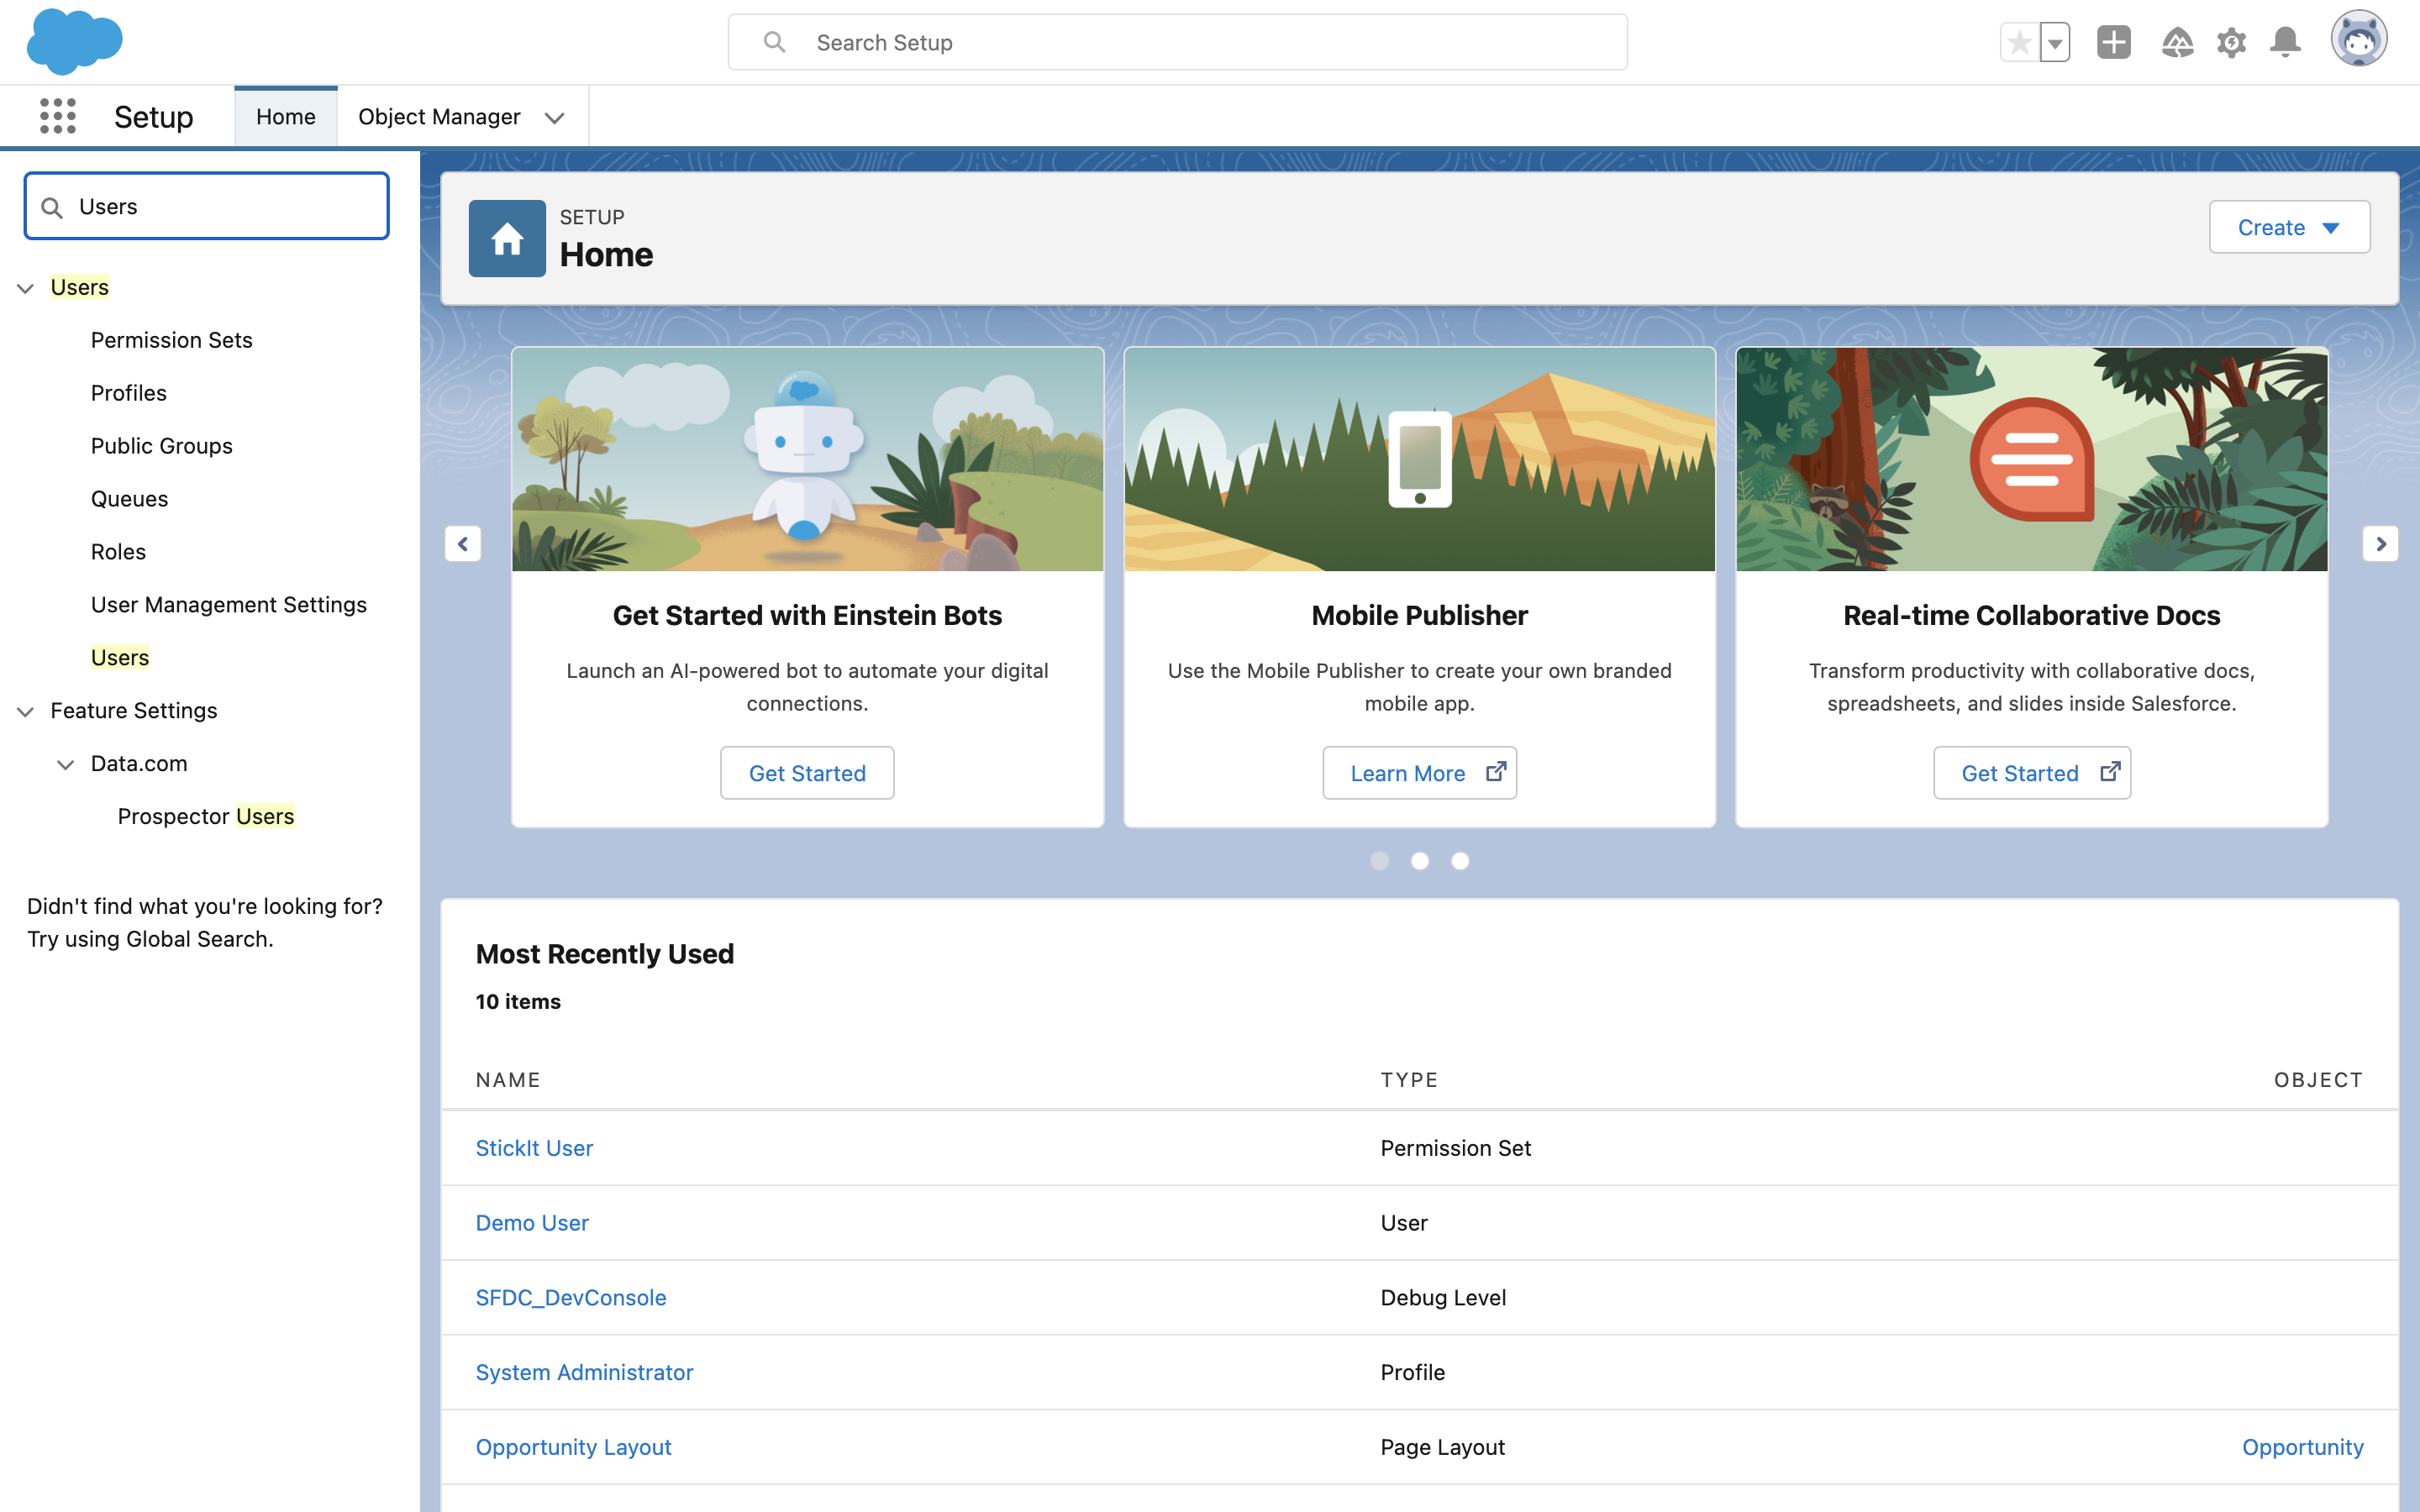 Search Setup
Setup
Home
Object Manager
Users
Users
Permission Sets
Profiles
Public Groups
Queues
Roles
User Management Settings
Users
Feature Settings
Data.com
Prospector Users
Didn't find what you're looking for?
Try using Global Search.
SETUP
Home
Create
Get Started with Einstein Bots
Launch an AI-powered bot to automate your digital
connections.
Get Started
Mobile Publisher
Use the Mobile Publisher to create your own branded
mobile app.
Learn More
Real-time Collaborative Docs
Transform productivity with collaborative docs,
spreadsheets, and slides inside Salesforce.
Get Started
Most Recently Used
10 items
NAME TYPE OBJECT
StickIt User Permission Set
Demo User User
SFDC_DevConsole Debug Level
System Administrator Profile
Opportunity Layout Page Layout Opportunity